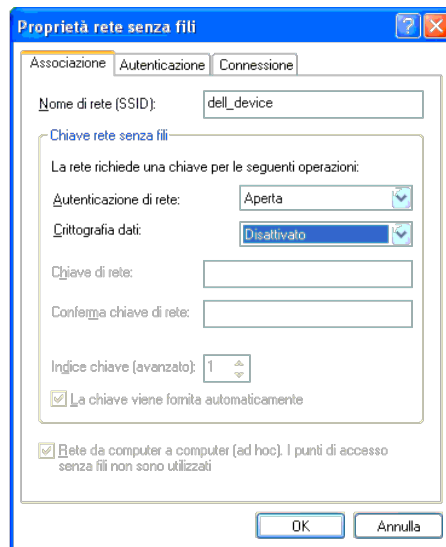 Proprietà rete senza fili
Associazione Autenticazione Connessione
Nome di rete (SSID): dell_device
Chiave rete senza fili
La rete richiede una chiave per le seguenti operazioni:
Autenticazione di rete: Aperta
Crittografia dati: Disattivato
Chiave di rete:
Conferma chiave di rete:
Indice chiave (avanzato): 1
La chiave viene fornita automaticamente
Rete da computer a computer (ad hoc). I punti di accesso
senza fili non sono utilizzati
OK Annulla